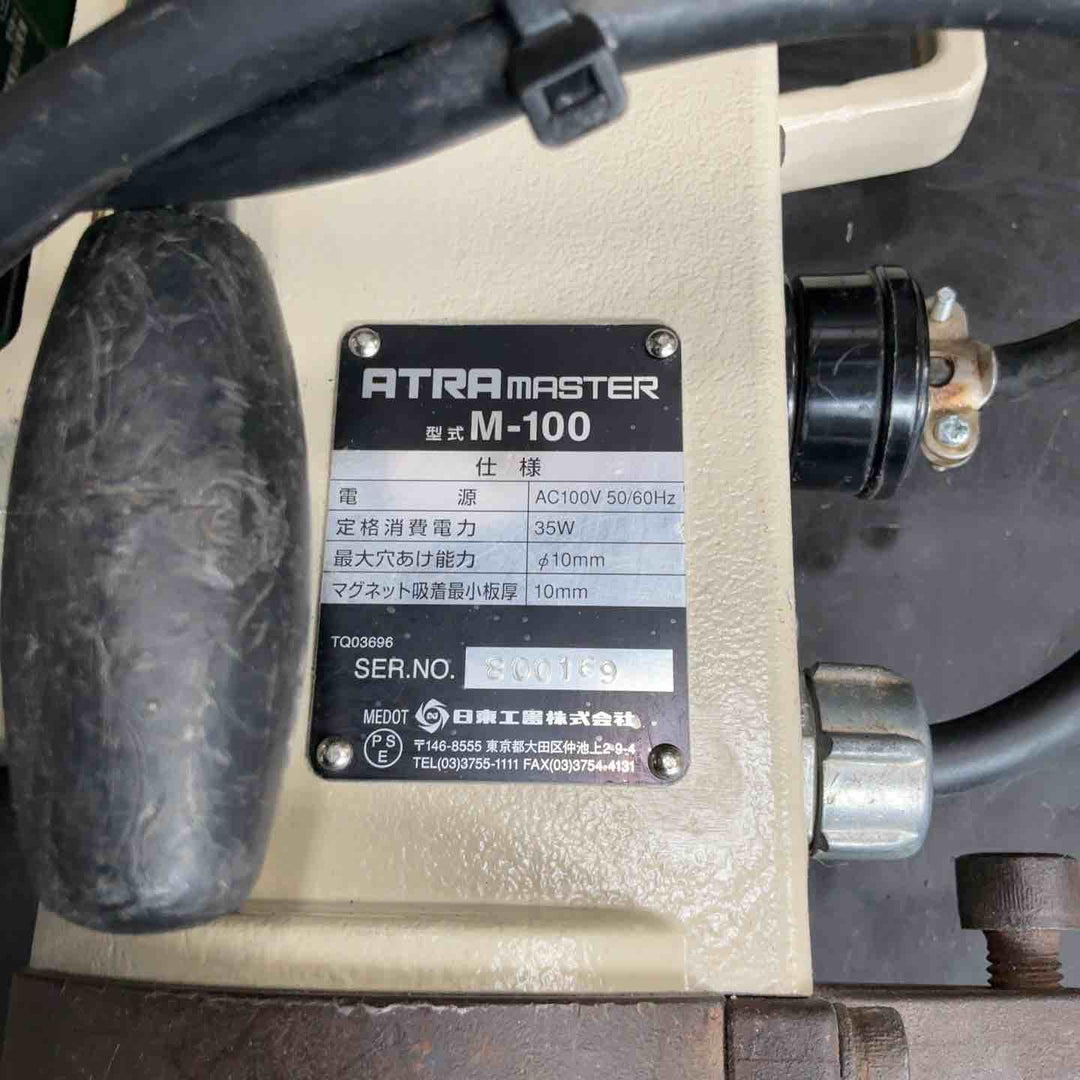 ATRA MASTER
型式 M-100
仕様
電源 AC100V 50/60Hz
定格消費電力 35W
最大穴あけ能力 φ10mm
マグネット吸着最小板厚 10mm
TQ03696
SER.NO. 800169
MEDOT 日東工器株式会社
PSE 〒146-8555 東京都大田区仲池上2-9-4
TEL(03)3755-1111 FAX(03)3754-4131